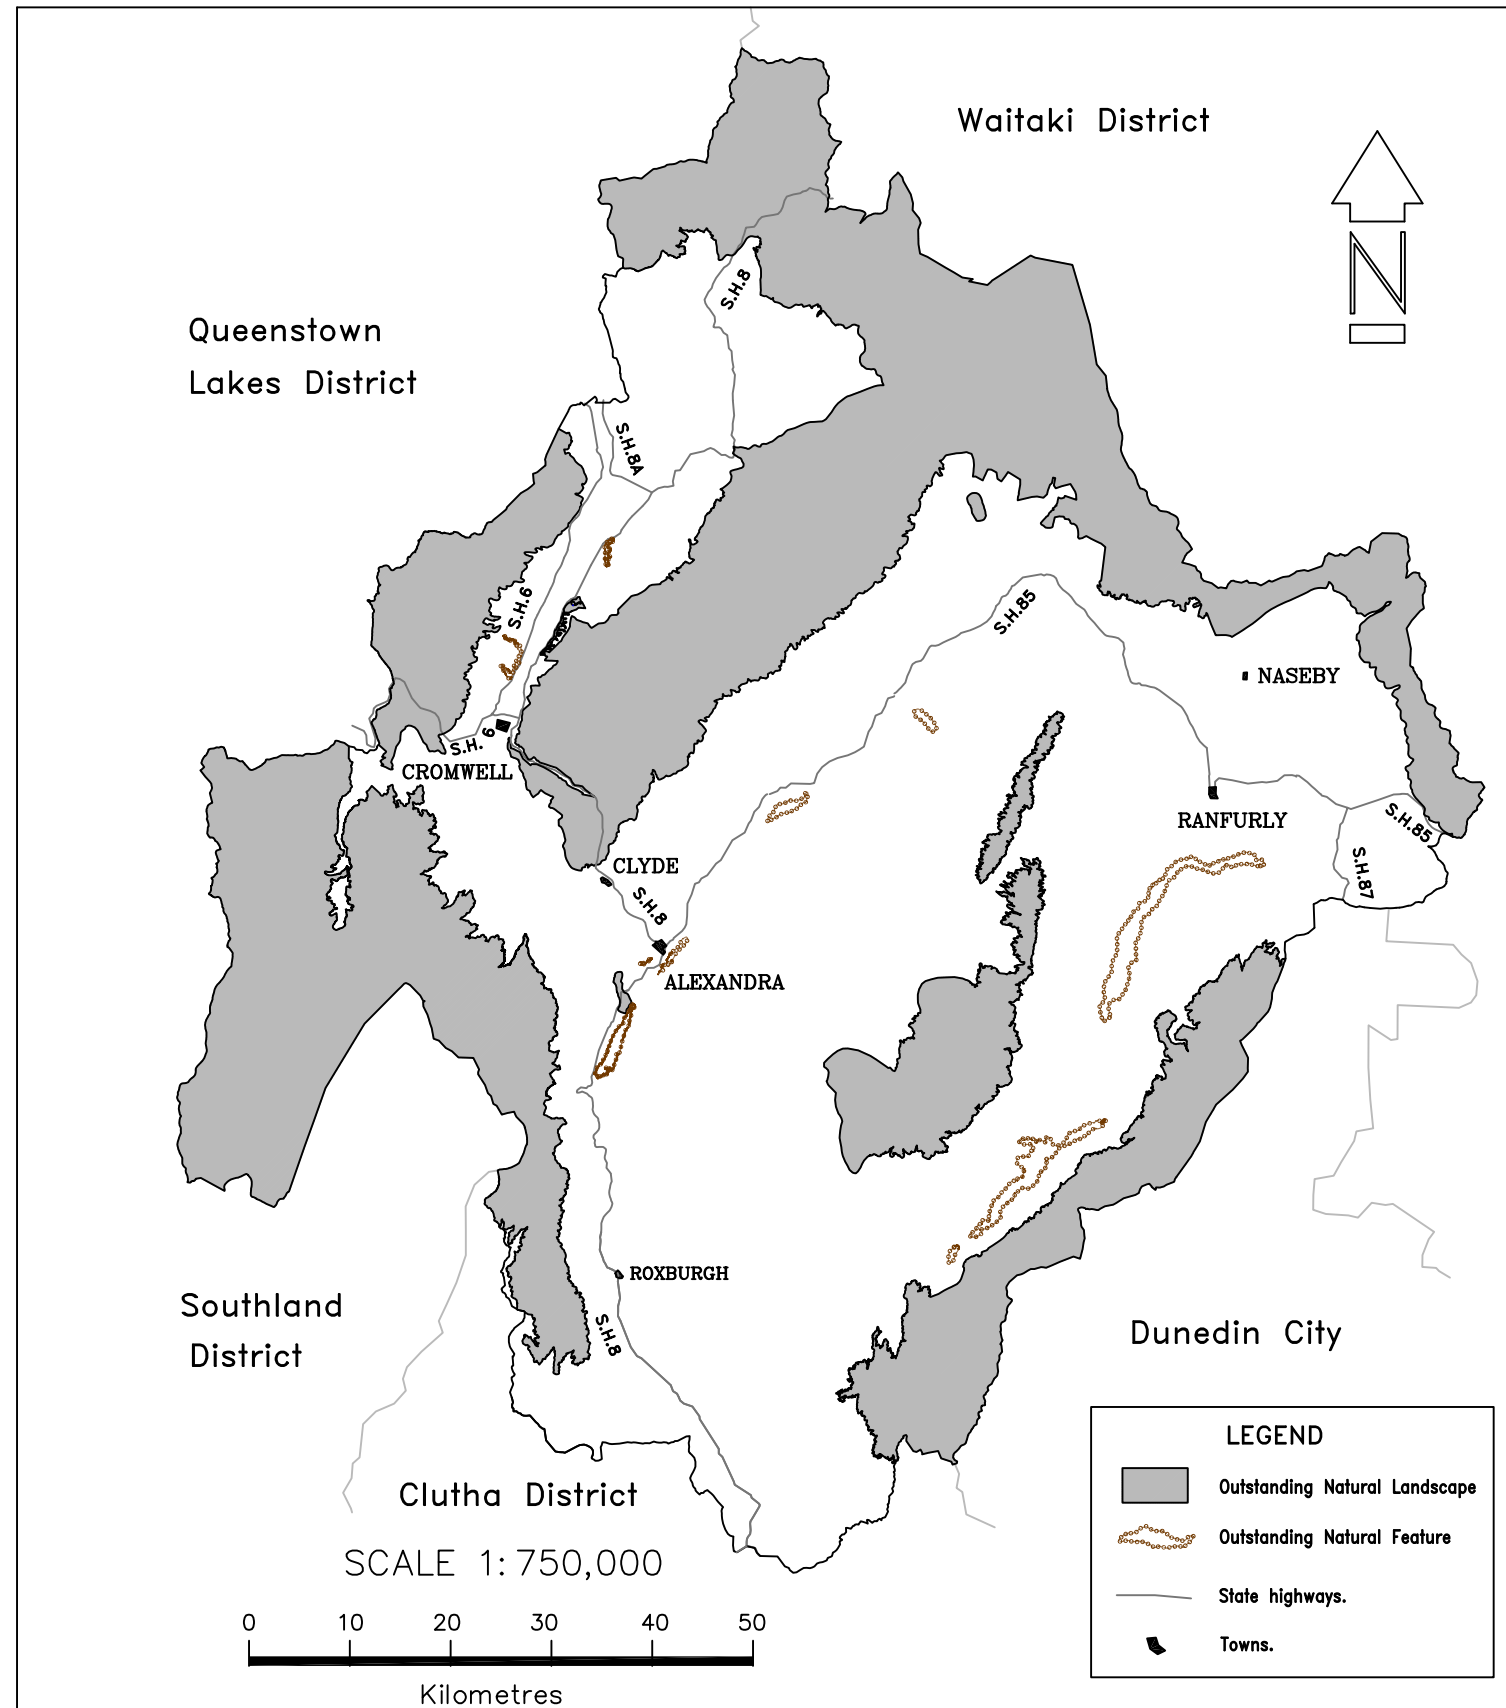 Waitaki District
N
S.H.8
Queenstown
Lakes District
S.H.8A
S.H.6
S.H.85
NASEBY
S.H. 6
CROMWELL
RANFURLY
S.H.85
CLYDE
S.H.87
S.H.8
ALEXANDRA
ROXBURGH
Southland
District
S.H.8
Dunedin City
Clutha District
SCALE 1:750,000
0 10 20 30 40 50
Kilometres
LEGEND
Outstanding Natural Landscape
Outstanding Natural Feature
State highways.
Towns.